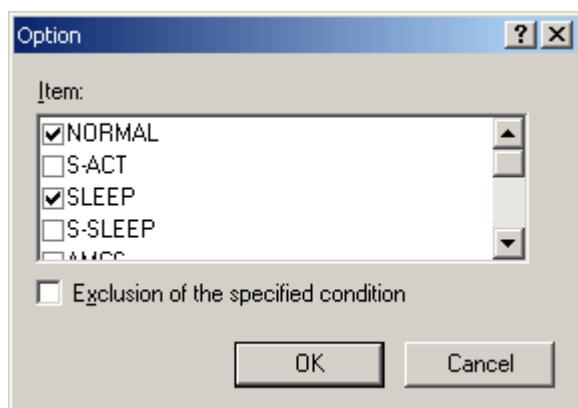 Option
Item:
NORMAL
S-ACT
SLEEP
S-SLEEP
Exclusion of the specified condition
OK
Cancel